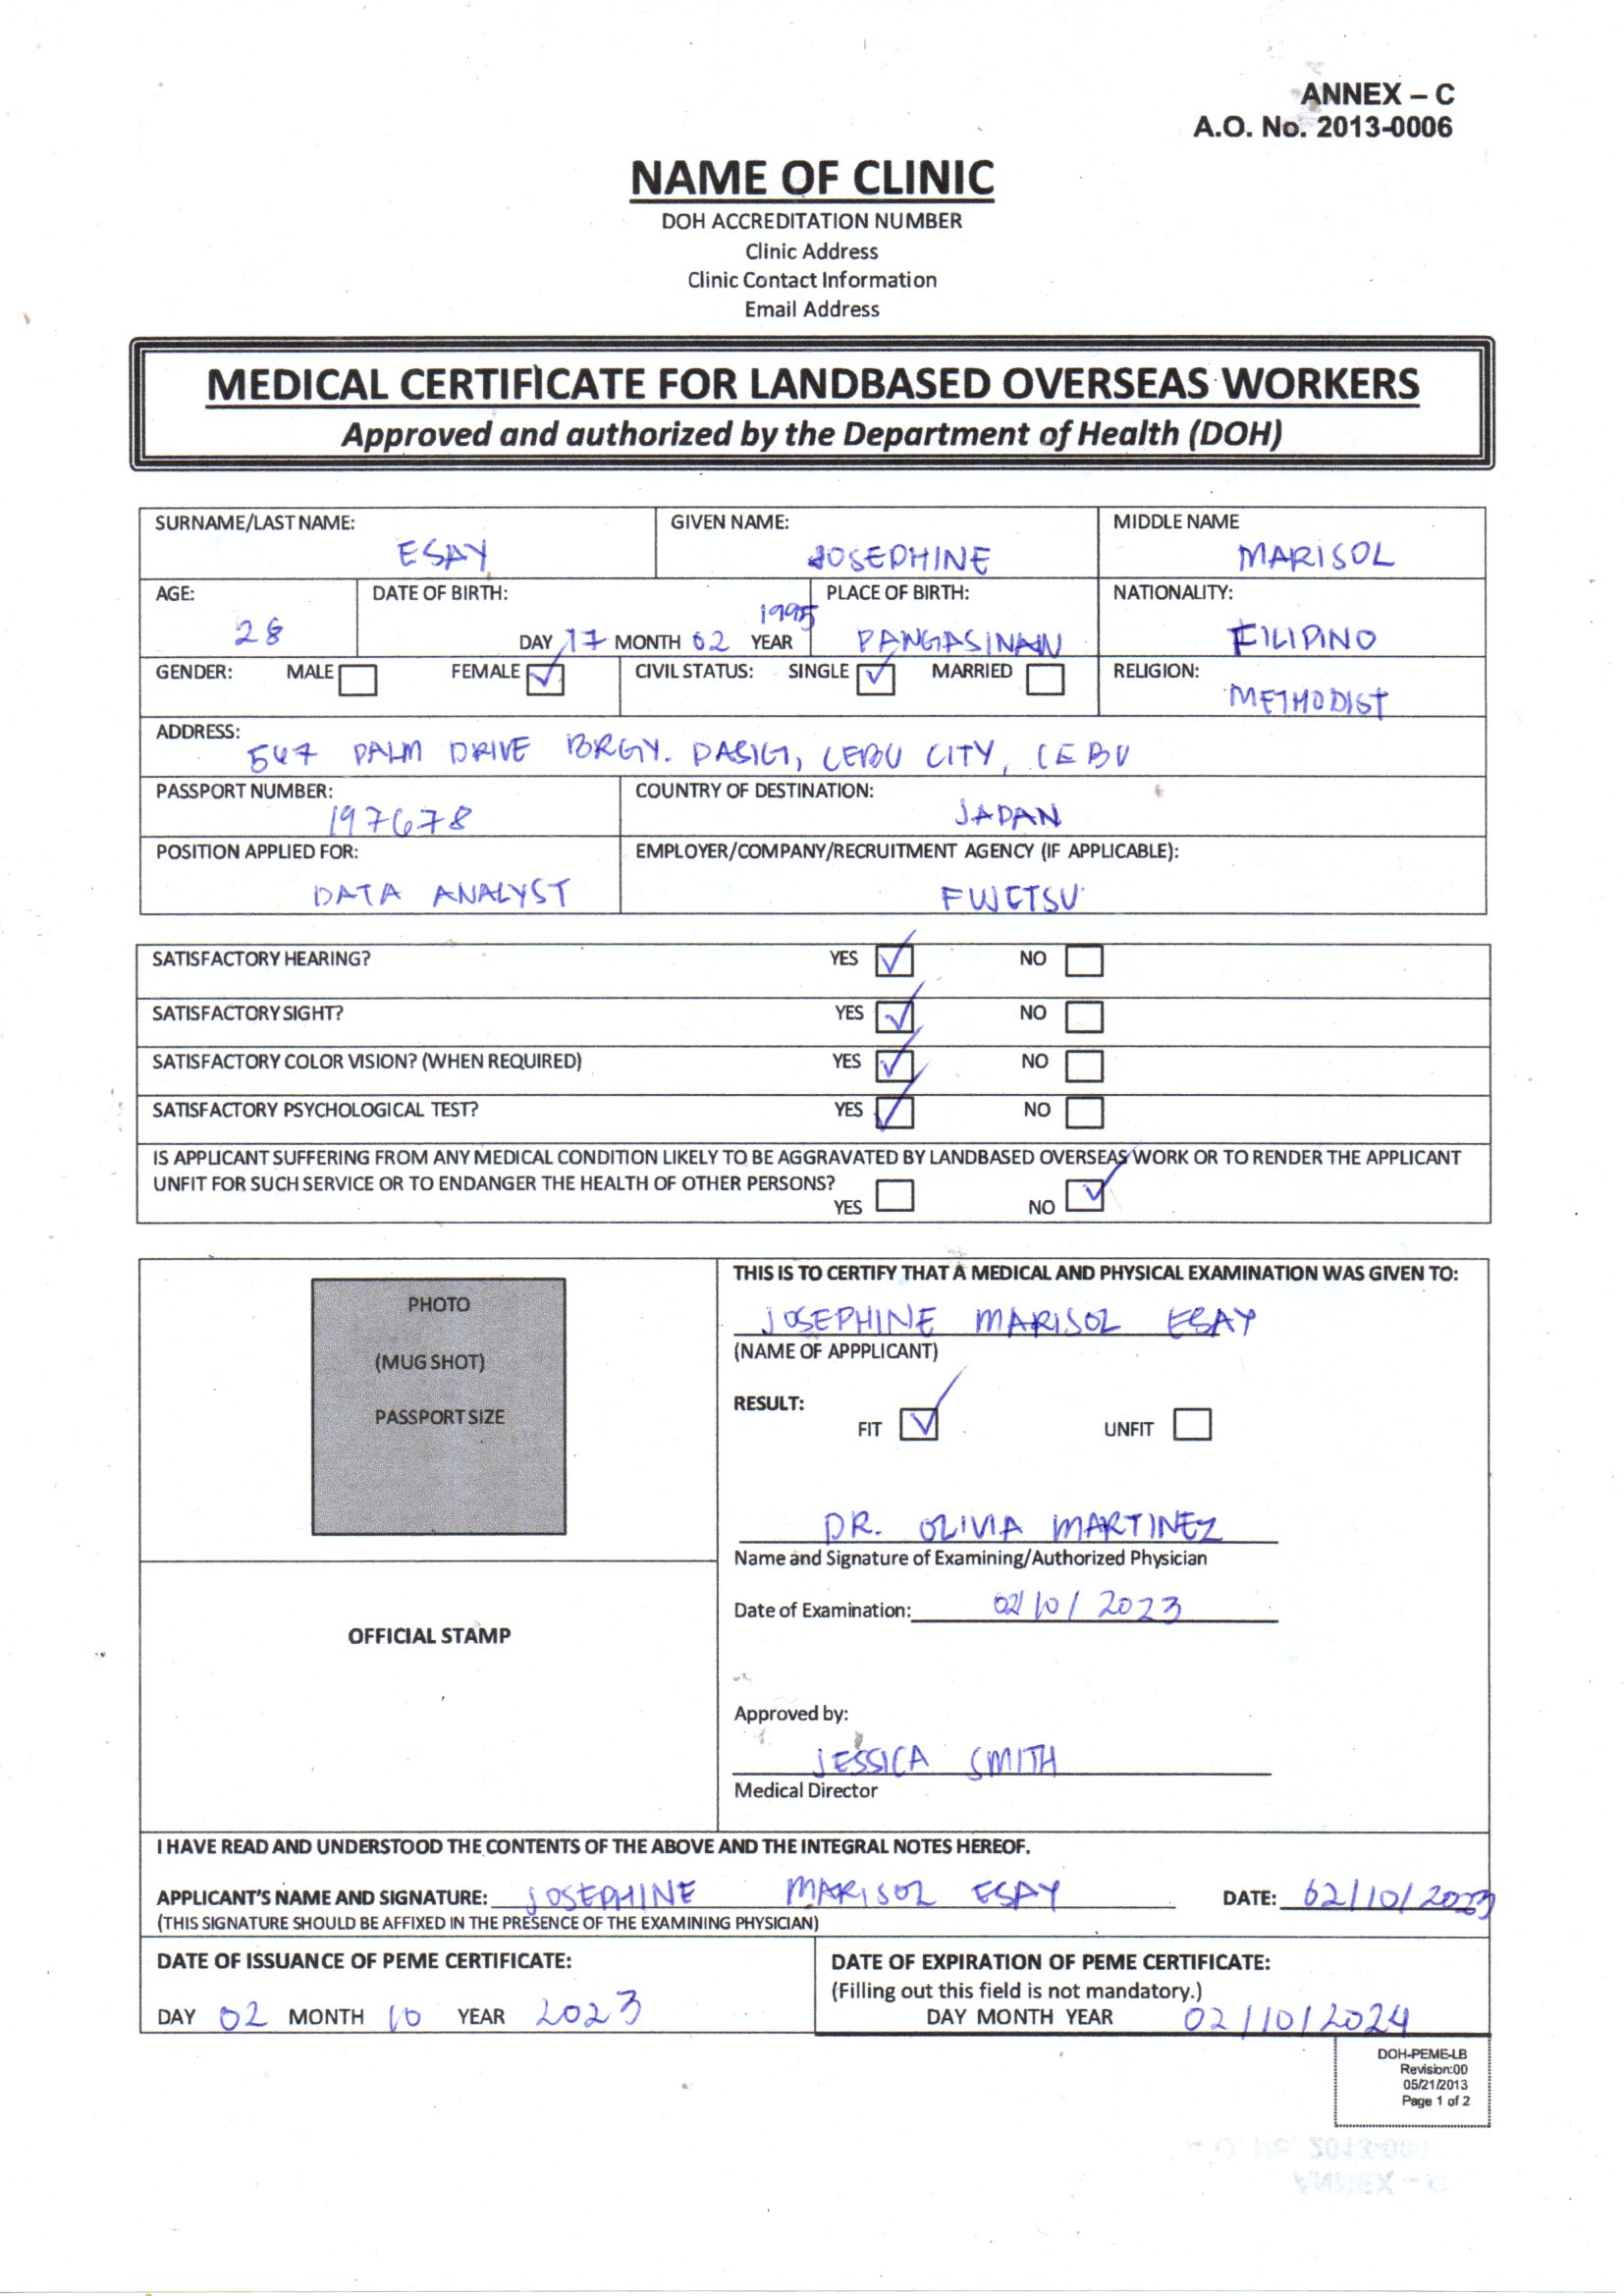 ANNEX – C
A.O. No. 2013-0006
NAME OF CLINIC
DOH ACCREDITATION NUMBER
Clinic Address
Clinic Contact Information
Email Address
MEDICAL CERTIFICATE FOR LANDBASED OVERSEAS WORKERS
Approved and authorized by the Department of Health (DOH)
SURNAME/LAST NAME: GIVEN NAME: MIDDLE NAME
ESAY JOSEPHINE MARISOL
AGE: DATE OF BIRTH: PLACE OF BIRTH: NATIONALITY:
28 DAY 17 MONTH 02 YEAR 1995 PANGASINAN FILIPINO
GENDER: MALE FEMALE ✓ CIVIL STATUS: SINGLE ✓ MARRIED RELIGION:
METHODIST
ADDRESS:
547 PALM DRIVE BRGY. PASIG, CEBU CITY, CEBU
PASSPORT NUMBER: COUNTRY OF DESTINATION:
197678 JAPAN
POSITION APPLIED FOR: EMPLOYER/COMPANY/RECRUITMENT AGENCY (IF APPLICABLE):
DATA ANALYST
SATISFACTORY HEARING? YES ✓ NO
SATISFACTORY SIGHT? YES ✓ NO
SATISFACTORY COLOR VISION? (WHEN REQUIRED) YES ✓ NO
SATISFACTORY PSYCHOLOGICAL TEST? YES ✓ NO
IS APPLICANT SUFFERING FROM ANY MEDICAL CONDITION LIKELY TO BE AGGRAVATED BY LANDBASED OVERSEAS WORK OR TO RENDER THE APPLICANT
UNFIT FOR SUCH SERVICE OR TO ENDANGER THE HEALTH OF OTHER PERSONS?
YES NO ✓
PHOTO
(MUG SHOT)
PASSPORT SIZE
OFFICIAL STAMP
THIS IS TO CERTIFY THAT A MEDICAL AND PHYSICAL EXAMINATION WAS GIVEN TO:
JOSEPHINE MARISOL ESAY
(NAME OF APPPLICANT)
RESULT:
FIT ✓ UNFIT
DR. OLIVIA MARTINEZ
Name and Signature of Examining/Authorized Physician
Date of Examination: 02/10/2023
Approved by:
JESSICA SMITH
Medical Director
I HAVE READ AND UNDERSTOOD THE CONTENTS OF THE ABOVE AND THE INTEGRAL NOTES HEREOF.
APPLICANT'S NAME AND SIGNATURE: JOSEPHINE MARISOL ESAY DATE: 02/10/2023
(THIS SIGNATURE SHOULD BE AFFIXED IN THE PRESENCE OF THE EXAMINING PHYSICIAN)
DATE OF ISSUANCE OF PEME CERTIFICATE:
DAY 02 MONTH 10 YEAR 2023
DATE OF EXPIRATION OF PEME CERTIFICATE:
(Filling out this field is not mandatory.)
DAY MONTH YEAR 02/10/2024
DOH-PEME-LB
Revision:00
05/21/2013
Page 1 of 2